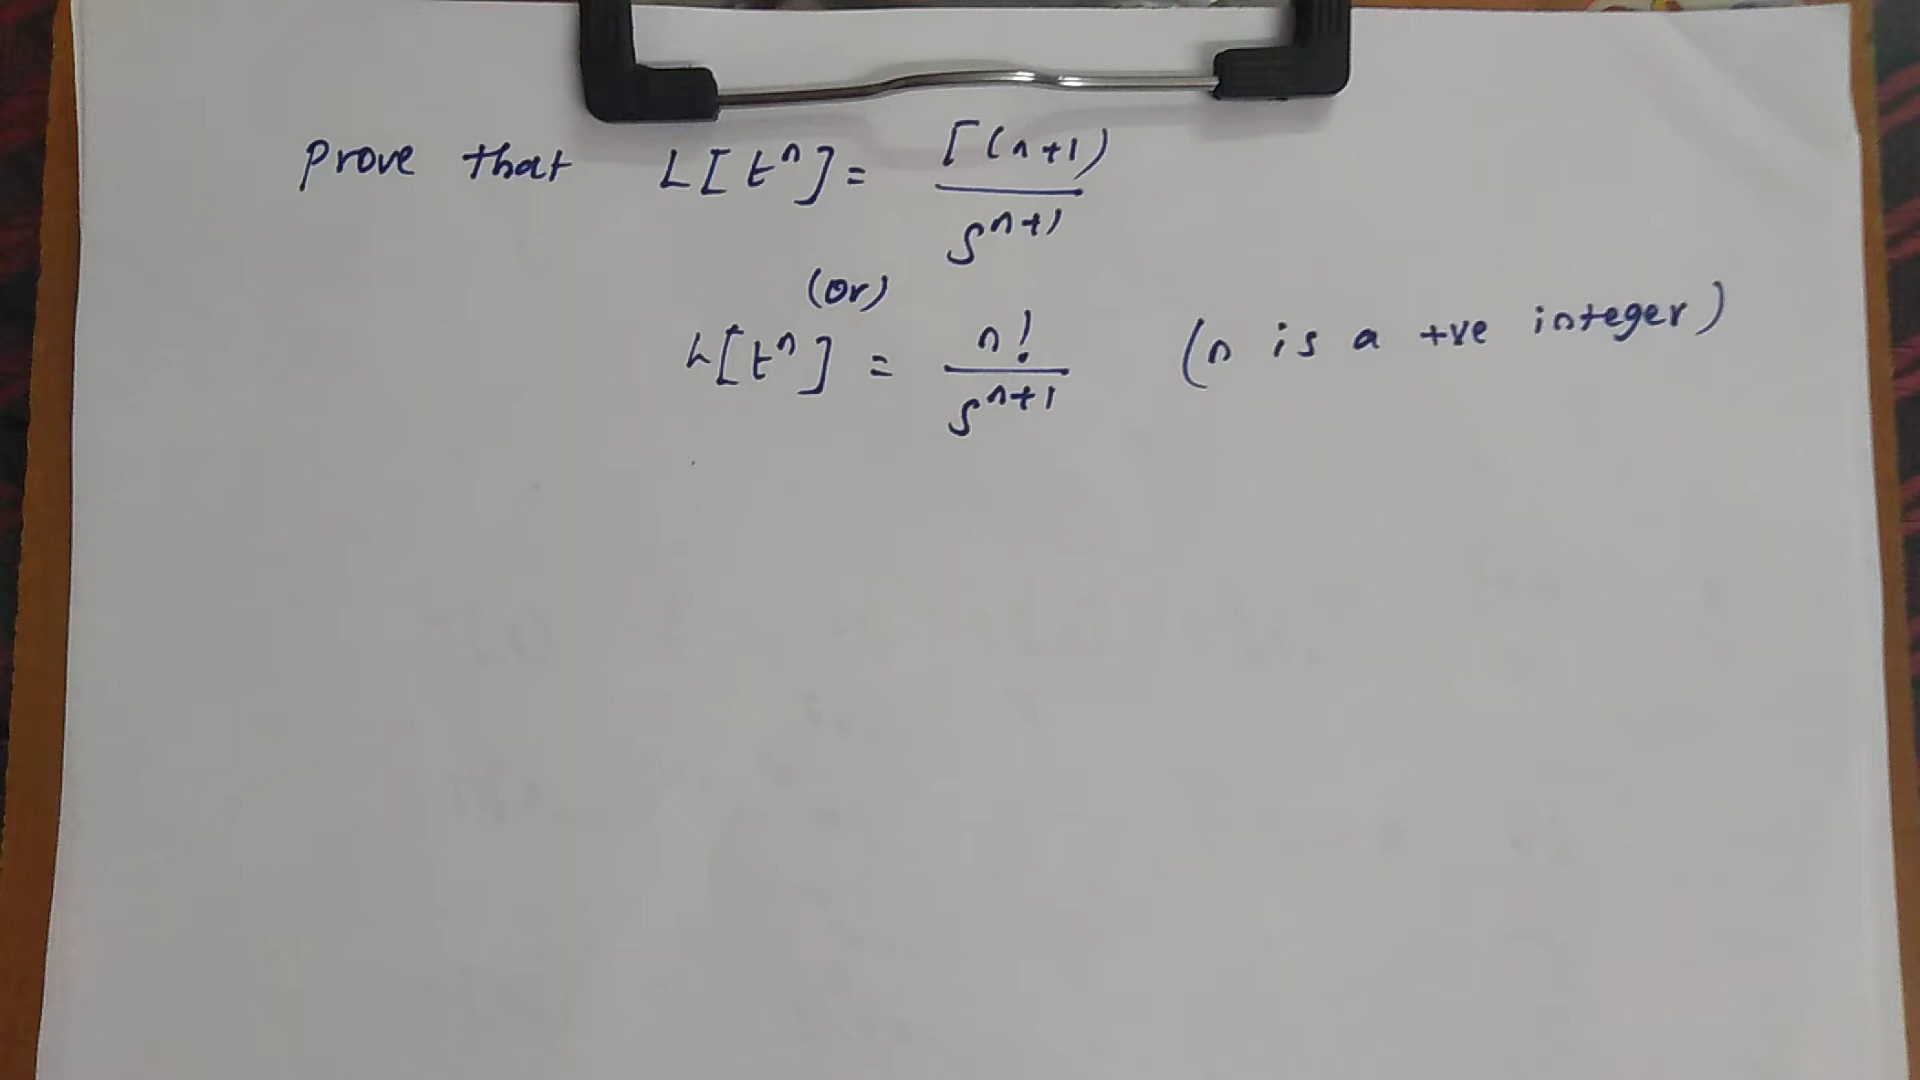 Prove that L[t^n] = Γ(n+1) / s^{n+1}
(or)
L[t^n] = n! / s^{n+1} (n is a +ve integer)